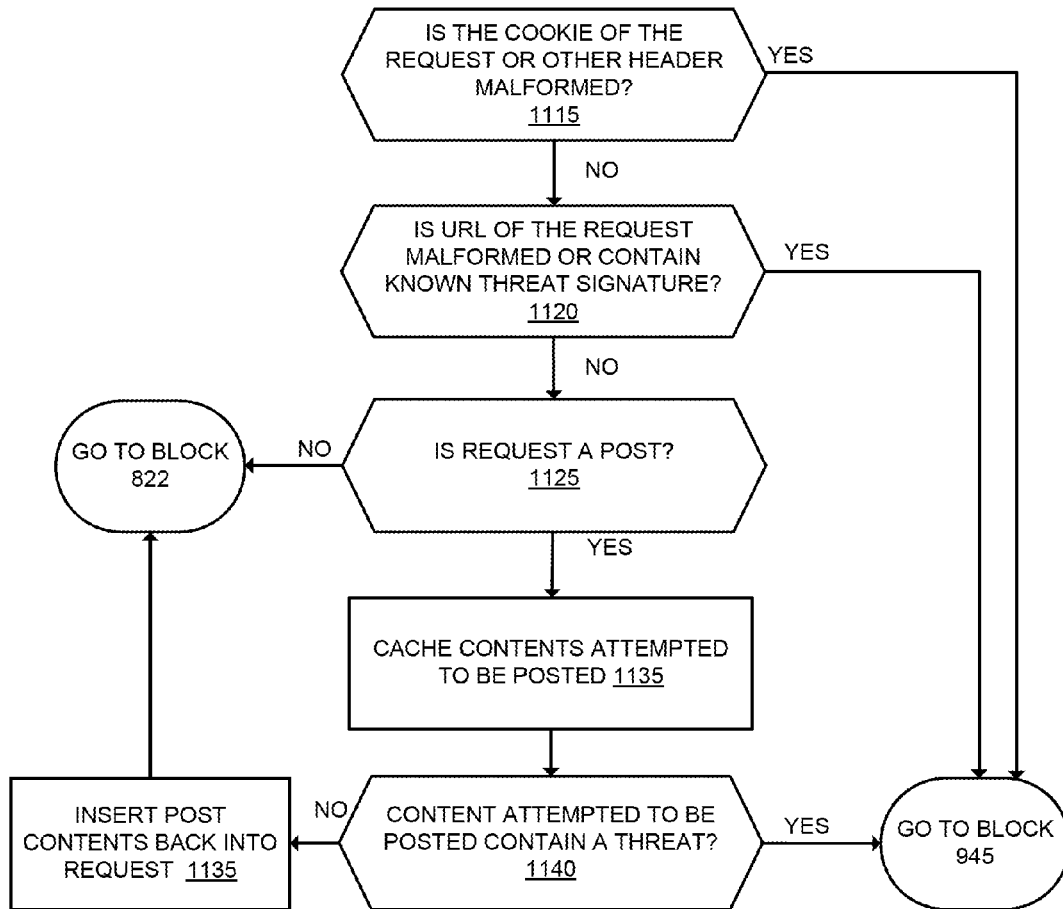 IS THE COOKIE OF THE
REQUEST OR OTHER HEADER
MALFORMED?
1115
YES
NO
IS URL OF THE REQUEST
MALFORMED OR CONTAIN
KNOWN THREAT SIGNATURE?
1120
YES
NO
GO TO BLOCK
822
NO
IS REQUEST A POST?
1125
YES
CACHE CONTENTS ATTEMPTED
TO BE POSTED 1135
INSERT POST
CONTENTS BACK INTO
REQUEST 1135
NO
CONTENT ATTEMPTED TO BE
POSTED CONTAIN A THREAT?
1140
YES
GO TO BLOCK
945